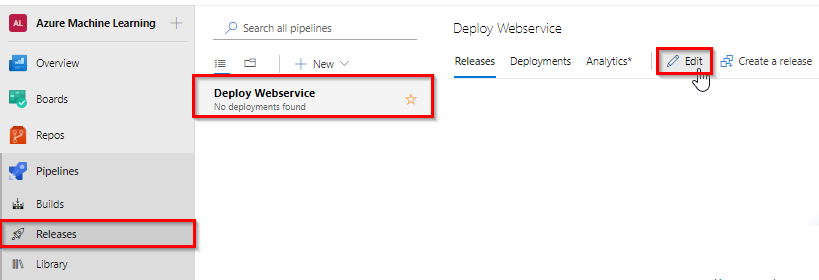 AL Azure Machine Learning
Overview
Boards
Repos
Pipelines
Builds
Releases
Library
Search all pipelines
New
Deploy Webservice
No deployments found
Deploy Webservice
Releases Deployments Analytics* Edit Create a release